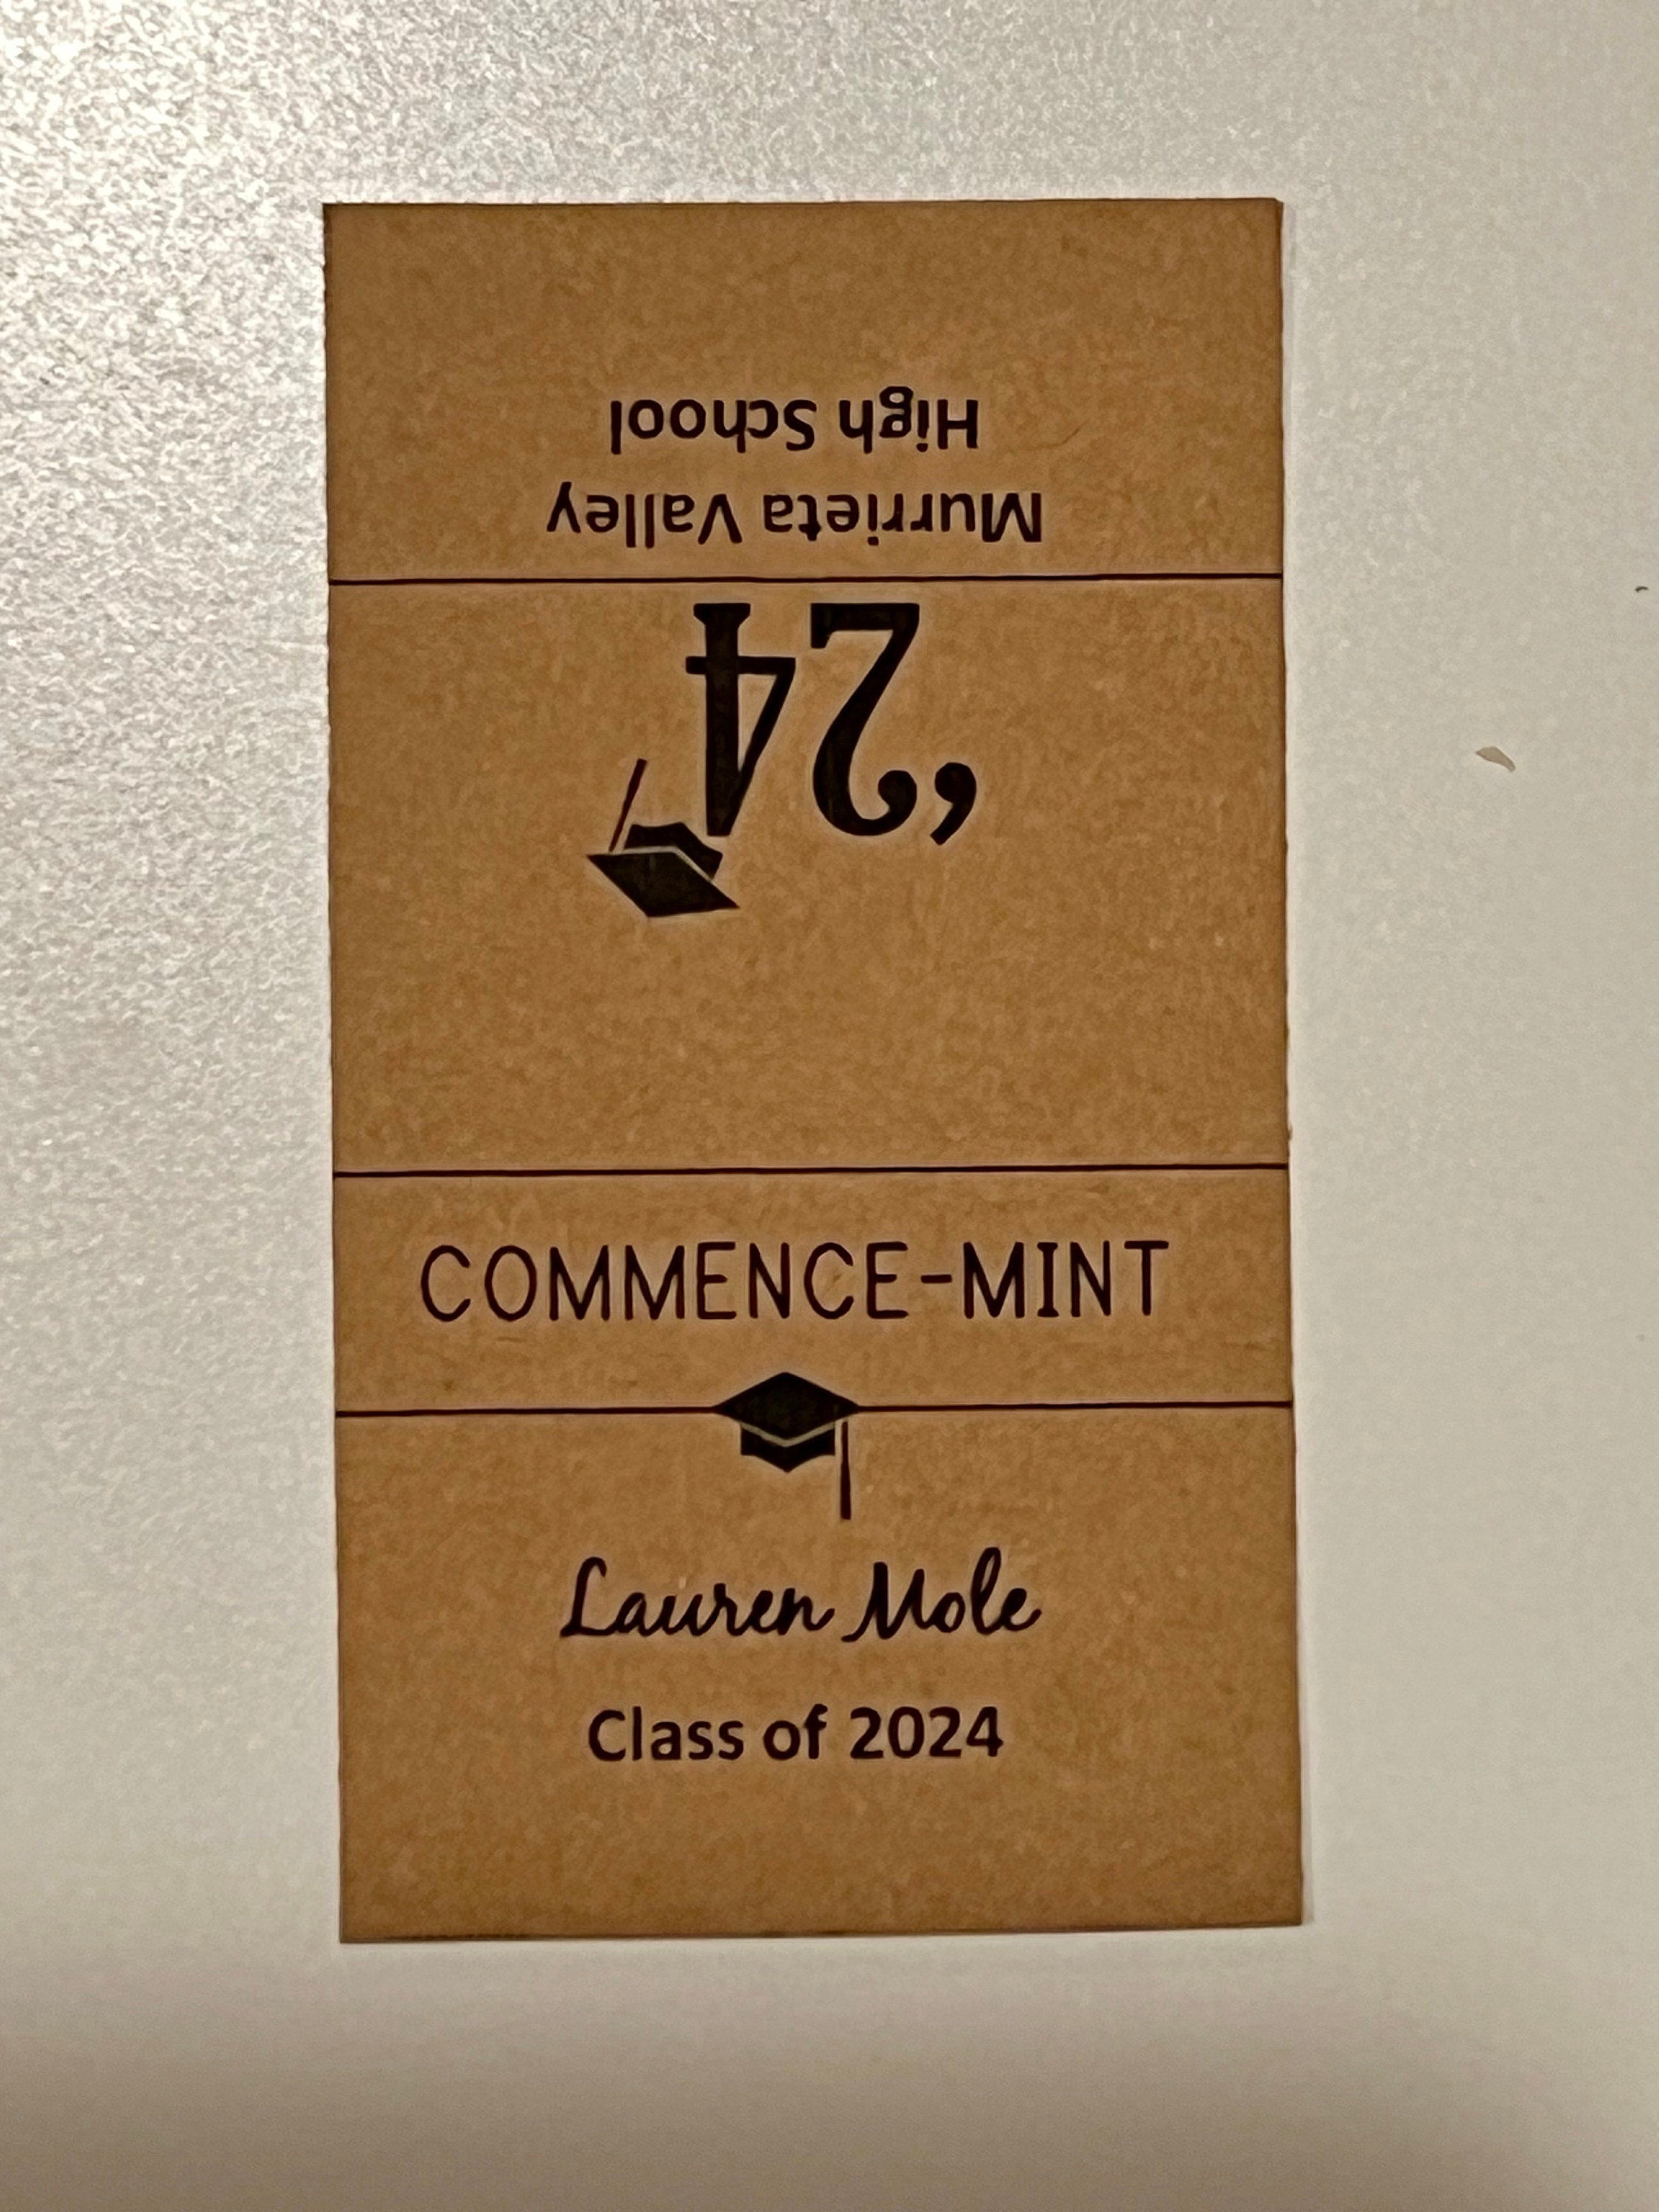 Murrieta Valley
High School
'24
COMMENCE-MINT
Lauren Mole
Class of 2024